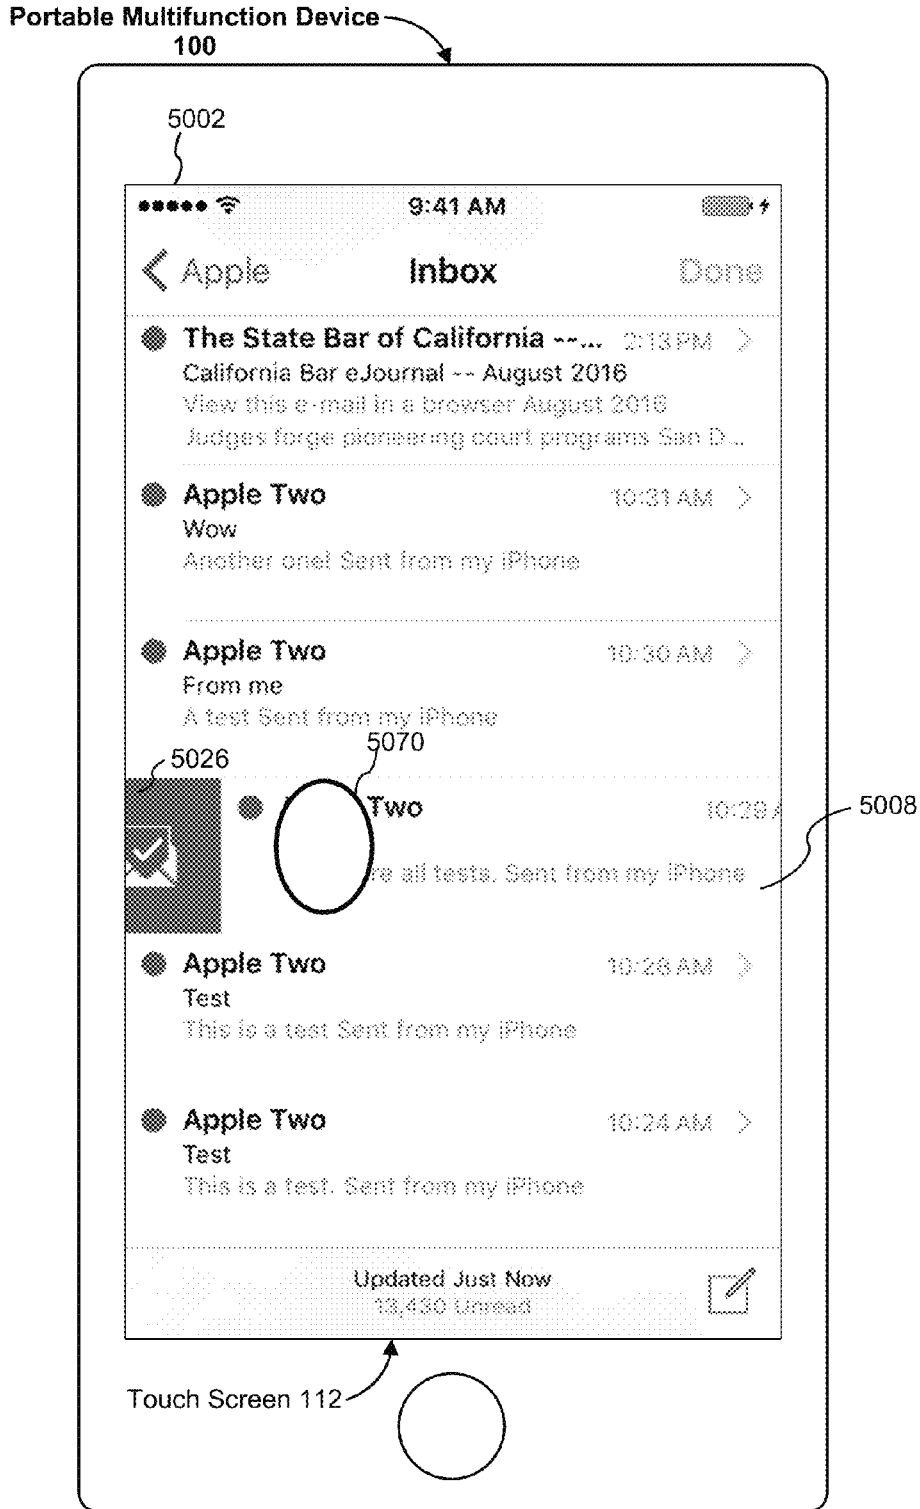 Portable Multifunction Device
100
5002
9:41 AM
Apple Inbox Done
The State Bar of California --... 2:13 PM
California Bar eJournal -- August 2016
View this e-mail in a browser August 2016
Judges forge pioneering court programs San D...
Apple Two 10:31 AM
Wow
Another one! Sent from my iPhone
Apple Two 10:30 AM
From me
A test Sent from my iPhone
5070
5026
Two 10:28 A
5008
re all tests. Sent from my iPhone
Apple Two 10:28 AM
Test
This is a test Sent from my iPhone
Apple Two 10:24 AM
Test
This is a test. Sent from my iPhone
Updated Just Now
13,430 Unread
Touch Screen 112